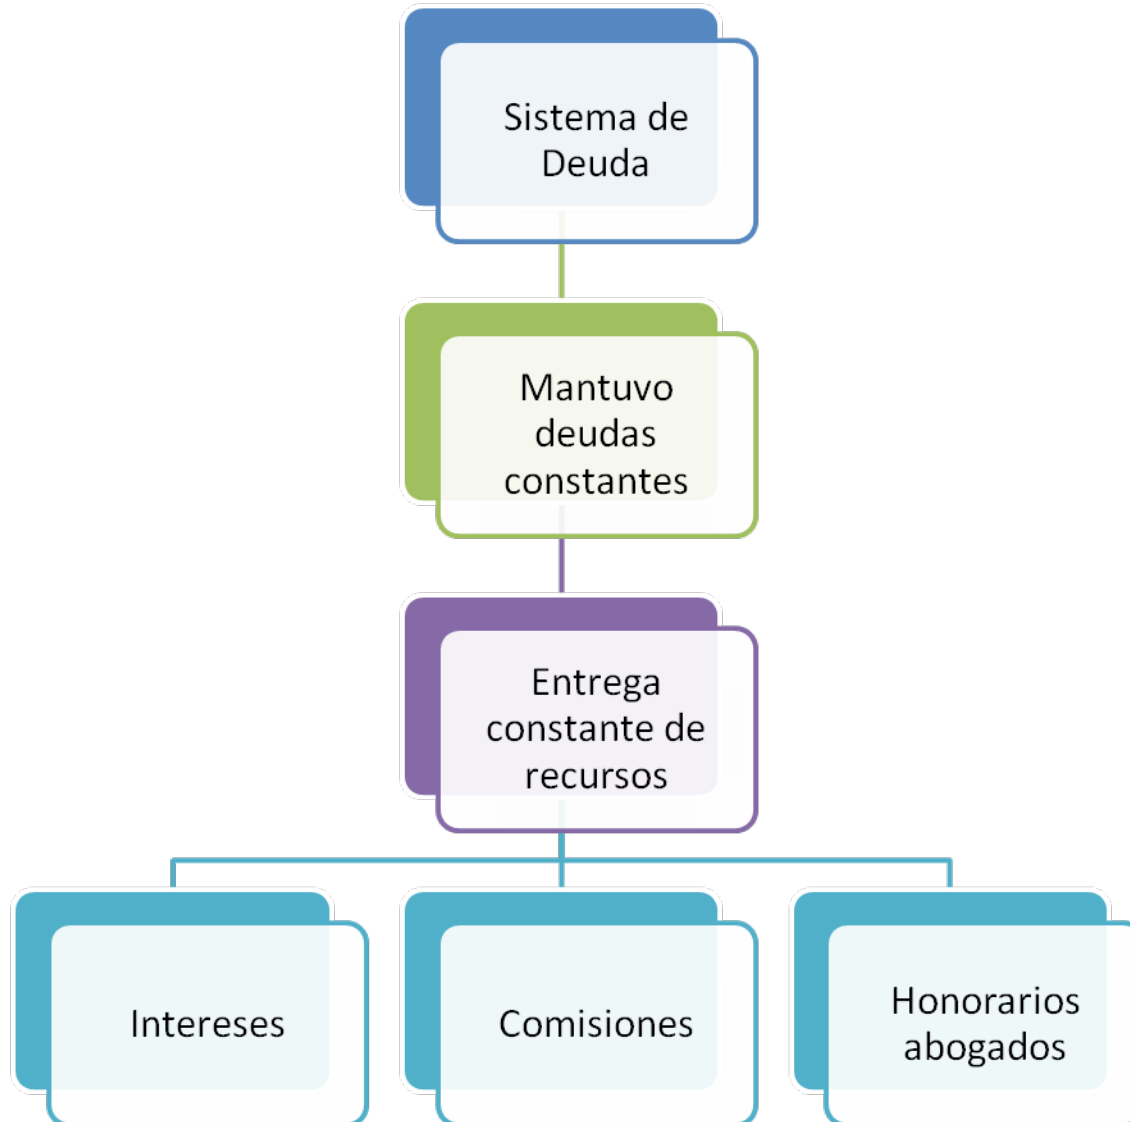 Sistema de
Deuda
Mantuvo
deudas
constantes
Entrega
constante de
recursos
Intereses
Comisiones
Honorarios
abogados